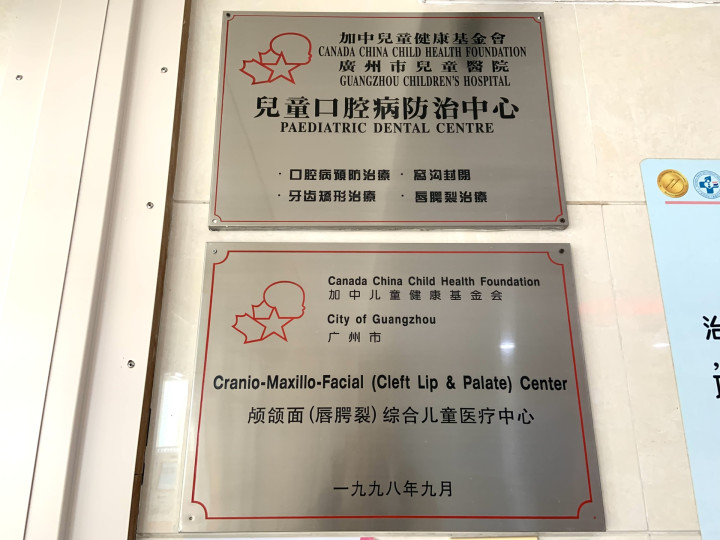 加中兒童健康基金會
CANADA CHINA CHILD HEALTH FOUNDATION
廣州市兒童醫院
GUANGZHOU CHILDREN'S HOSPITAL
兒童口腔病防治中心
PAEDIATRIC DENTAL CENTRE
·口腔病預防治療 ·窩沟封閉
·牙齿矯形治療 ·唇腭裂治療
Canada China Child Health Foundation
加中儿童健康基金会
City of Guangzhou
广州市
Cranio-Maxillo-Facial (Cleft Lip & Palate) Center
颅颌面(唇腭裂)综合儿童医疗中心
一九九八年九月
治